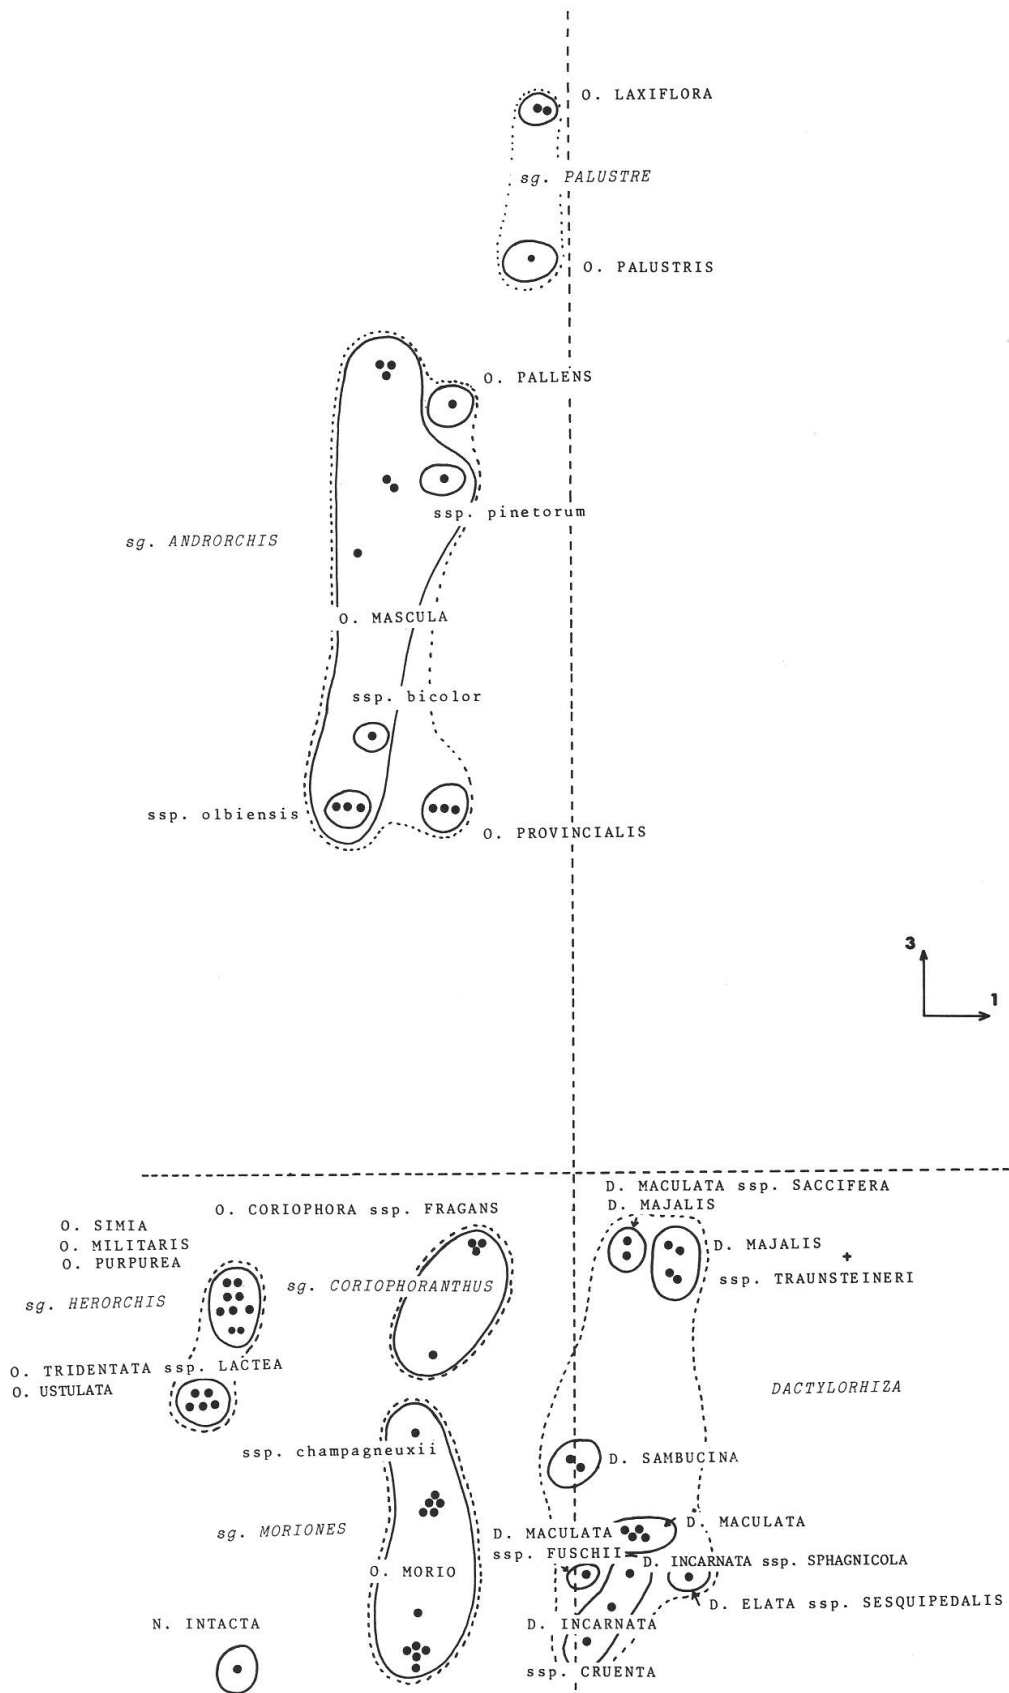 O. LAXIFLORA
sg. PALUSTRE
O. PALUSTRIS
O. PALLENS
ssp. pinetorum
sg. ANDRORCHIS
O. MASCULA
ssp. bicolor
ssp. olbiensis
O. PROVINCIALIS
3
1
D. MACULATA ssp. SACCIFERA
D. MAJALIS
O. CORIOPHORA ssp. FRAGANS
O. SIMIA
O. MILITARIS
O. PURPUREA
D. MAJALIS
+
ssp. TRAUNSTEINERI
sg. CORIOPHORANTHUS
sg. HERORCHIS
O. TRIDENTATA ssp. LACTEA
O. USTULATA
DACTYLORHIZA
ssp. champagneuxii
D. SAMBUCINA
sg. MORIONES
D. MACULATA
D. MACULATA
ssp. FUSCHII
D. INCARNATA ssp. SPHAGNICOLA
O. MORIO
D. ELATA ssp. SESQUIPEDALIS
N. INTACTA
D. INCARNATA
ssp. CRUENTA